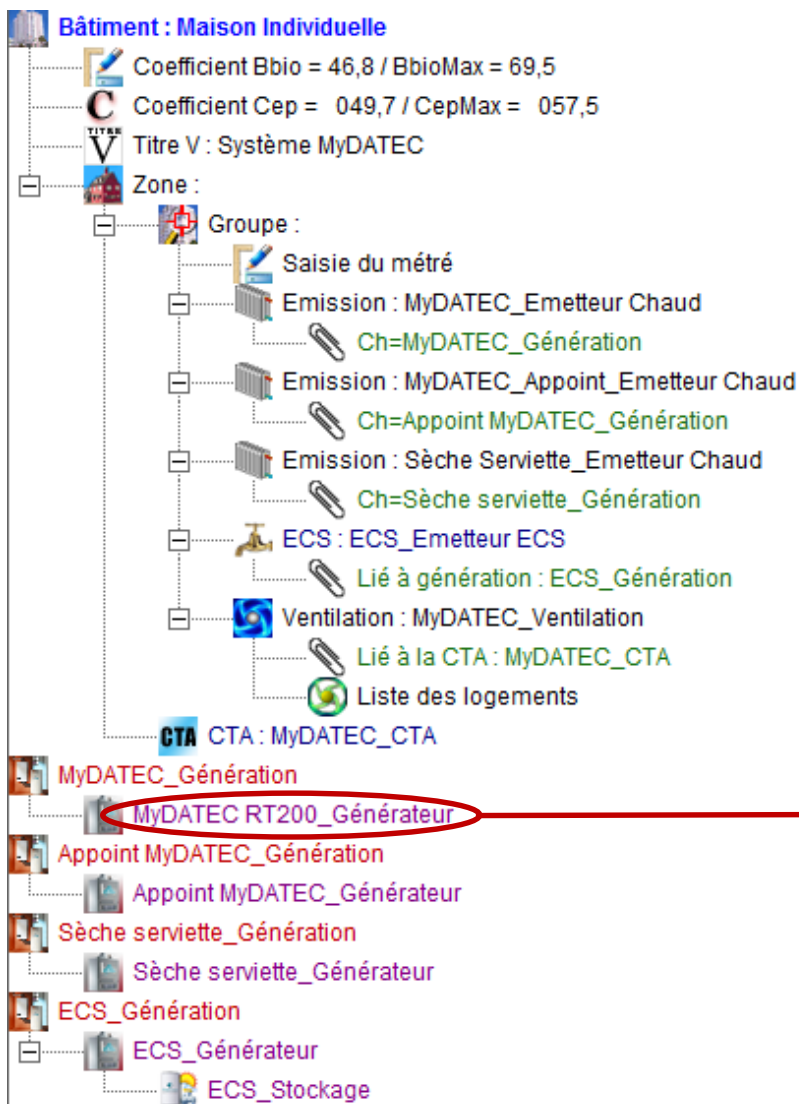 Bâtiment : Maison Individuelle
Coefficient Bbio = 46,8 / BbioMax = 69,5
C Coefficient Cep = 049,7 / CepMax = 057,5
TITRE V Titre V : Système MyDATEC
Zone :
Groupe :
Saisie du métré
Emission : MyDATEC_Emetteur Chaud
Ch=MyDATEC_Génération
Emission : MyDATEC_Appoint_Emetteur Chaud
Ch=Appoint MyDATEC_Génération
Emission : Sèche Serviette_Emetteur Chaud
Ch=Sèche serviette_Génération
ECS : ECS_Emetteur ECS
Lié à génération : ECS_Génération
Ventilation : MyDATEC_Ventilation
Lié à la CTA : MyDATEC_CTA
Liste des logements
CTA CTA : MyDATEC_CTA
MyDATEC_Génération
MyDATEC RT200_Générateur
Appoint MyDATEC_Génération
Appoint MyDATEC_Générateur
Sèche serviette_Génération
Sèche serviette_Générateur
ECS_Génération
ECS_Générateur
ECS_Stockage